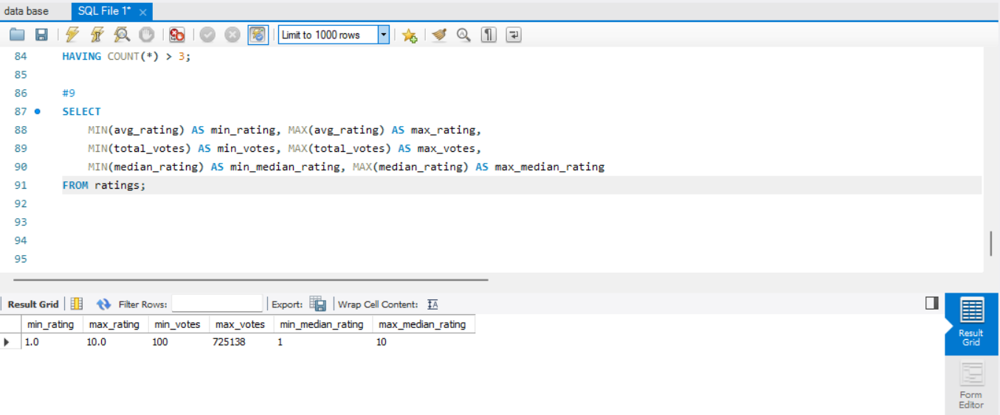 data base SQL File 1* ×
Limit to 1000 rows
84 HAVING COUNT(*) > 3;
85
86 #9
87 SELECT
88 MIN(avg_rating) AS min_rating, MAX(avg_rating) AS max_rating,
89 MIN(total_votes) AS min_votes, MAX(total_votes) AS max_votes,
90 MIN(median_rating) AS min_median_rating, MAX(median_rating) AS max_median_rating
91 FROM ratings;
92
93
94
95
Result Grid Filter Rows: Export: Wrap Cell Content: IA
min_rating max_rating min_votes max_votes min_median_rating max_median_rating
1.0 10.0 100 725138 1 10
Result
Grid
Form
Editor